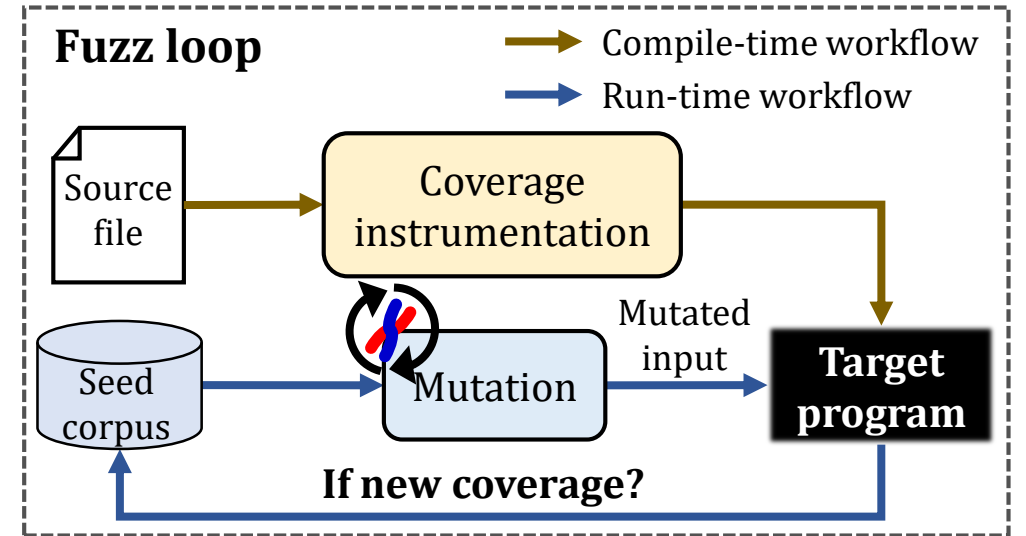 Fuzz loop
Compile-time workflow
Run-time workflow
Source
file
Coverage
instrumentation
Seed
corpus
Mutation
Mutated
input
Target
program
If new coverage?